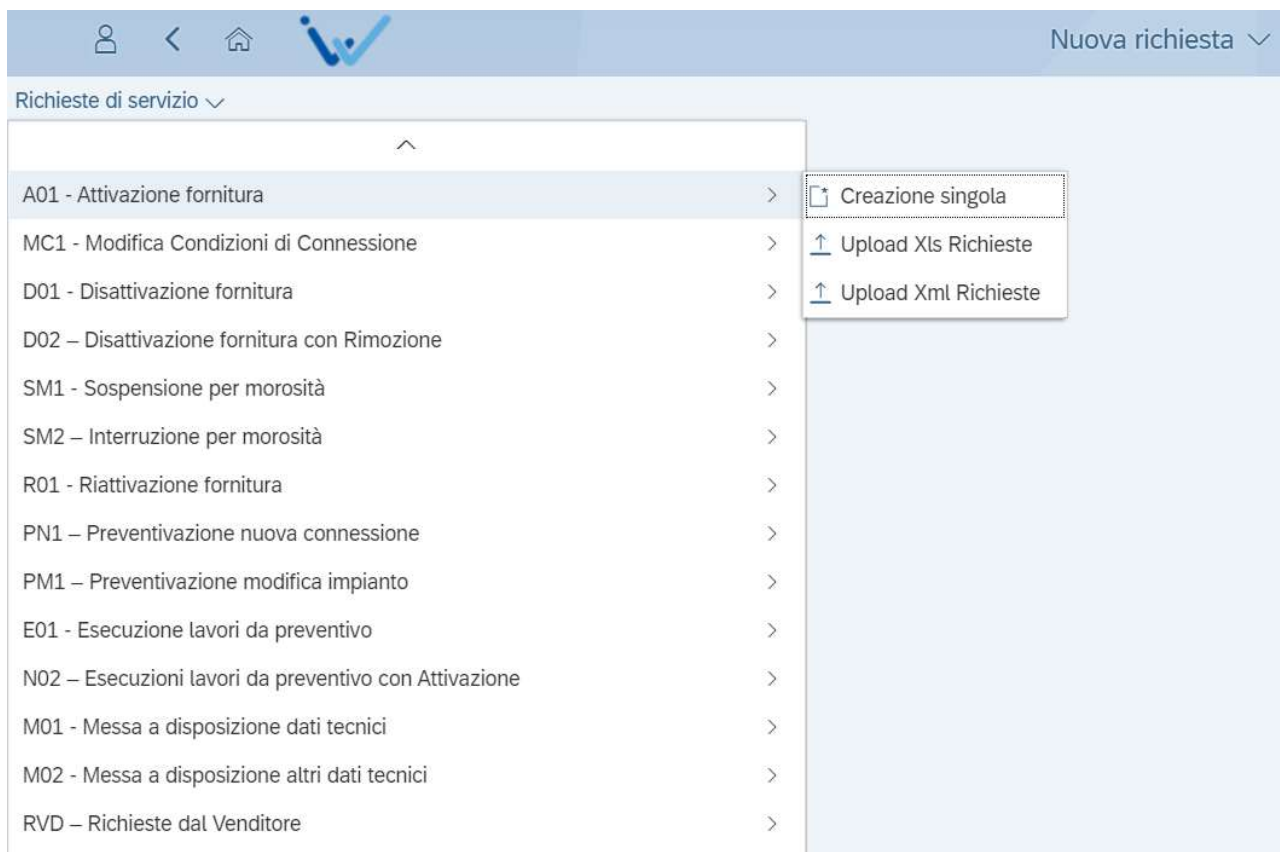 Nuova richiesta
Richieste di servizio
A01 - Attivazione fornitura
Creazione singola
MC1 - Modifica Condizioni di Connessione
Upload Xls Richieste
D01 - Disattivazione fornitura
Upload Xml Richieste
D02 – Disattivazione fornitura con Rimozione
SM1 - Sospensione per morosità
SM2 – Interruzione per morosità
R01 - Riattivazione fornitura
PN1 – Preventivazione nuova connessione
PM1 – Preventivazione modifica impianto
E01 - Esecuzione lavori da preventivo
N02 – Esecuzioni lavori da preventivo con Attivazione
M01 - Messa a disposizione dati tecnici
M02 - Messa a disposizione altri dati tecnici
RVD – Richieste dal Venditore